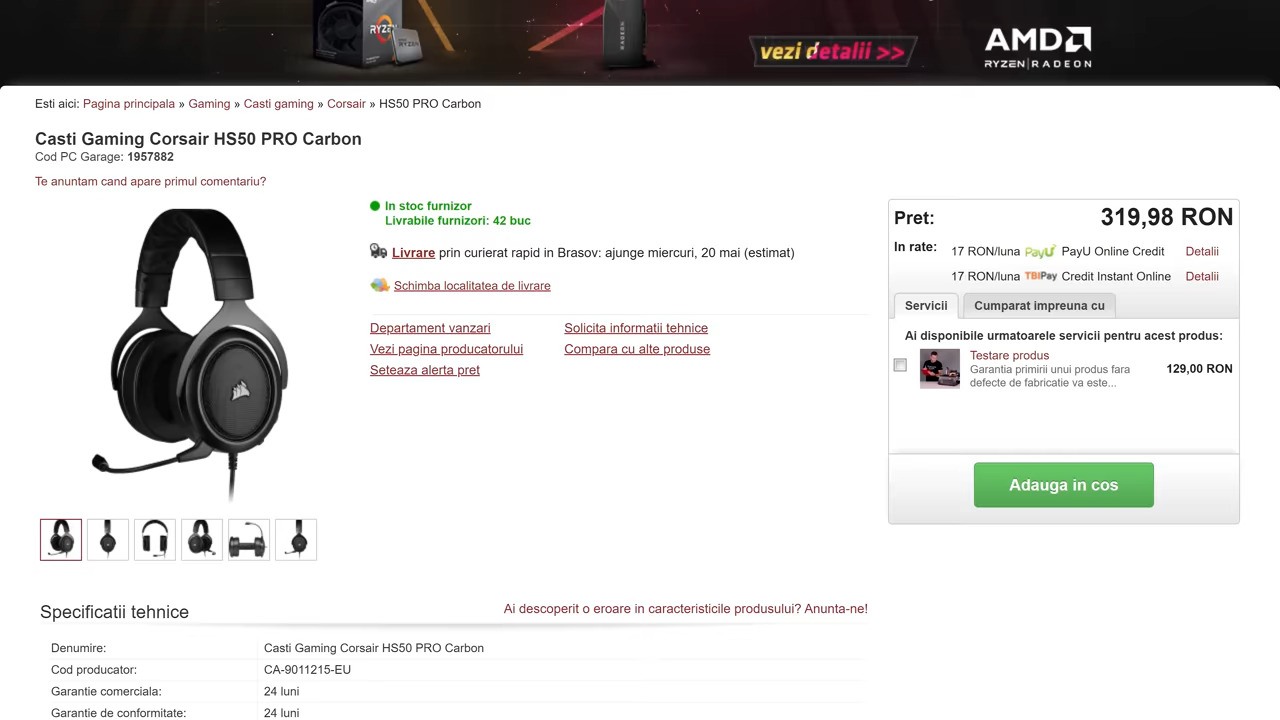 RYZEN
RYZEN
RADEON
vezi detalii >>
AMD
RYZEN | RADEON
Esti aici: Pagina principala » Gaming » Casti gaming » Corsair » HS50 PRO Carbon
Casti Gaming Corsair HS50 PRO Carbon
Cod PC Garage: 1957882
Te anuntam cand apare primul comentariu?
In stoc furnizor
Livrabile furnizori: 42 buc
Livrare prin curierat rapid in Brasov: ajunge miercuri, 20 mai (estimat)
Schimba localitatea de livrare
Departament vanzari
Solicita informatii tehnice
Vezi pagina producatorului
Compara cu alte produse
Seteaza alerta pret
Pret: 319,98 RON
In rate: 17 RON/luna PayU PayU Online Credit Detalii
17 RON/luna TBIPay Credit Instant Online Detalii
Servicii Cumparat impreuna cu
Ai disponibile urmatoarele servicii pentru acest produs:
Testare produs
Garantia primirii unui produs fara
defecte de fabricatie va este...
129,00 RON
Adauga in cos
Specificatii tehnice
Ai descoperit o eroare in caracteristicile produsului? Anunta-ne!
Denumire: Casti Gaming Corsair HS50 PRO Carbon
Cod producator: CA-9011215-EU
Garantie comerciala: 24 luni
Garantie de conformitate: 24 luni